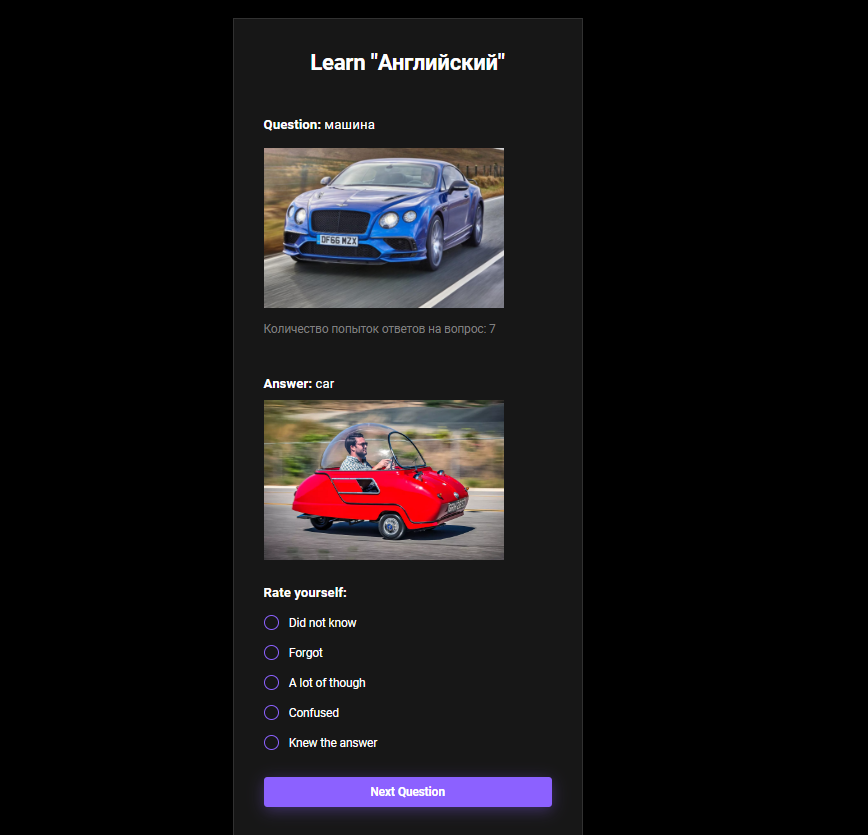 Learn "Английский"
Question: машина
DF66 MZX
Количество попыток ответов на вопрос: 7
Answer: car
Rate yourself:
Did not know
Forgot
A lot of though
Confused
Knew the answer
Next Question